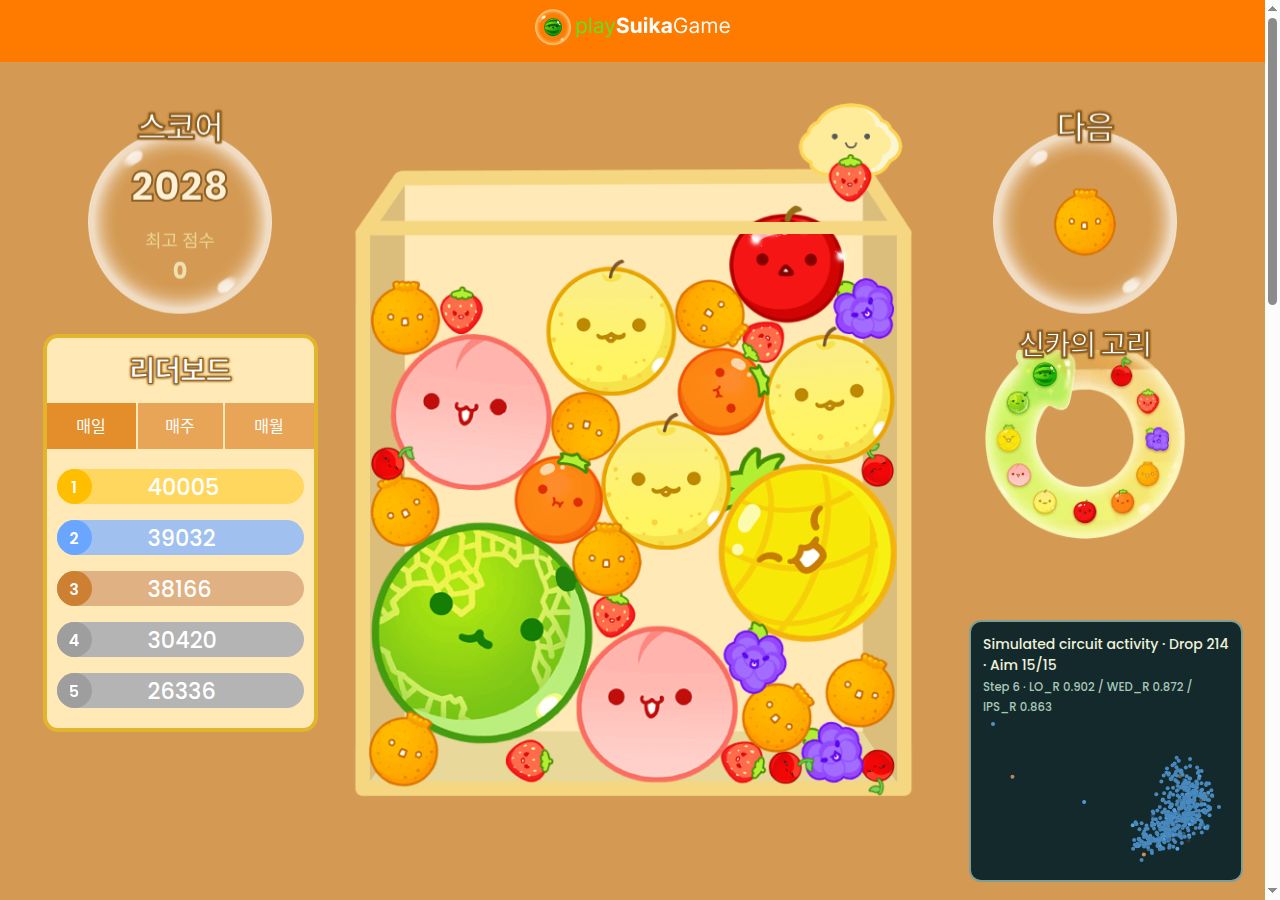 playSuikaGame
스코어
2028
최고 점수
0
리더보드
매일 매주 매월
1 40005
2 39032
3 38166
4 30420
5 26336
다음
신카의 고리
Simulated circuit activity · Drop 214
· Aim 15/15
Step 6 · LO_R 0.902 / WED_R 0.872 /
IPS_R 0.863